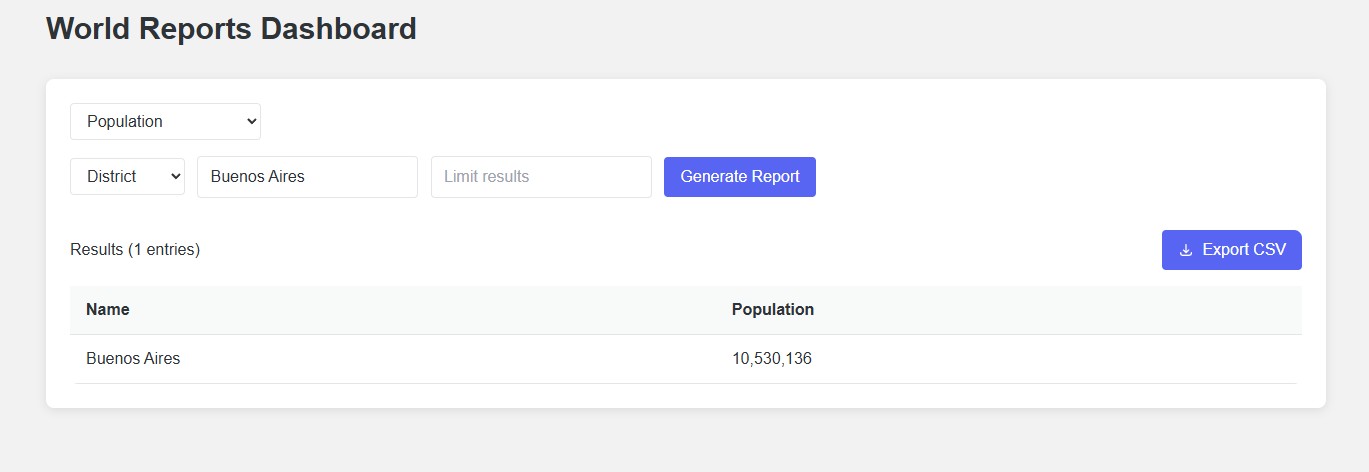 World Reports Dashboard
Population
District Buenos Aires Limit results Generate Report
Results (1 entries) Export CSV
Name Population
Buenos Aires 10,530,136